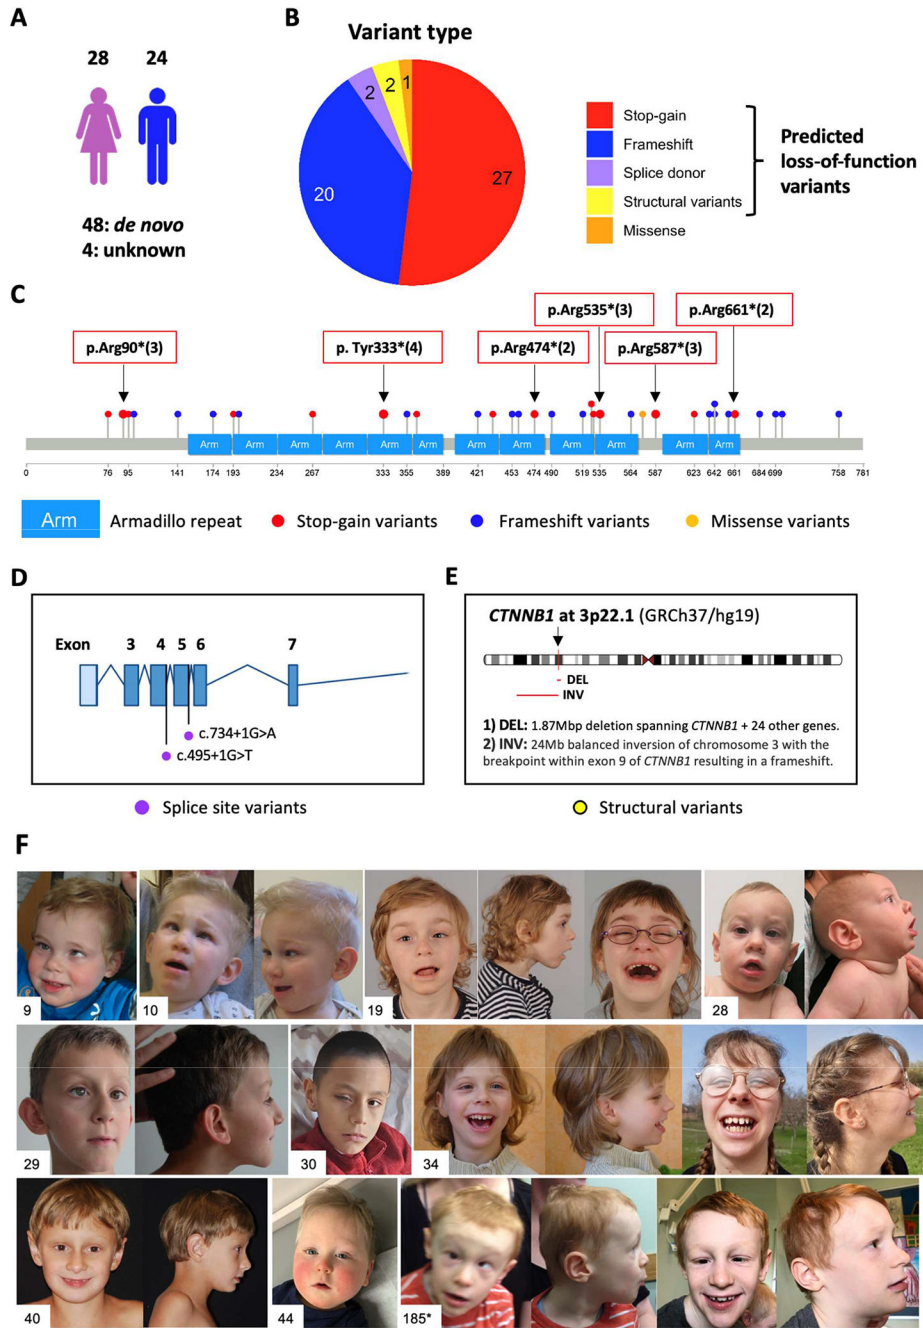 A
28 24
48: de novo
4: unknown
B
Variant type
2
2
1
20
27
Stop-gain
Frameshift
Splice donor
Structural variants
Missense
Predicted
loss-of-function
variants
C
p.Arg535*(3)
p.Arg661*(2)
p.Arg90*(3)
p. Tyr333*(4)
p.Arg474*(2)
p.Arg587*(3)
Arm Arm Arm Arm Arm Arm Arm Arm Arm Arm Arm Arm
0 76 95 141 174 193 234 267 333 355 389 421 453 474 490 519 535 564 587 623 642 661 684 699 758 781
Arm Armadillo repeat Stop-gain variants Frameshift variants Missense variants
D
Exon 3 4 5 6 7
c.734+1G>A
c.495+1G>T
Splice site variants
E
CTNNB1 at 3p22.1 (GRCh37/hg19)
DEL
INV
1) DEL: 1.87Mbp deletion spanning CTNNB1 + 24 other genes.
2) INV: 24Mb balanced inversion of chromosome 3 with the
breakpoint within exon 9 of CTNNB1 resulting in a frameshift.
Structural variants
F
9 10 19 28
29 30 34
40 44 185*